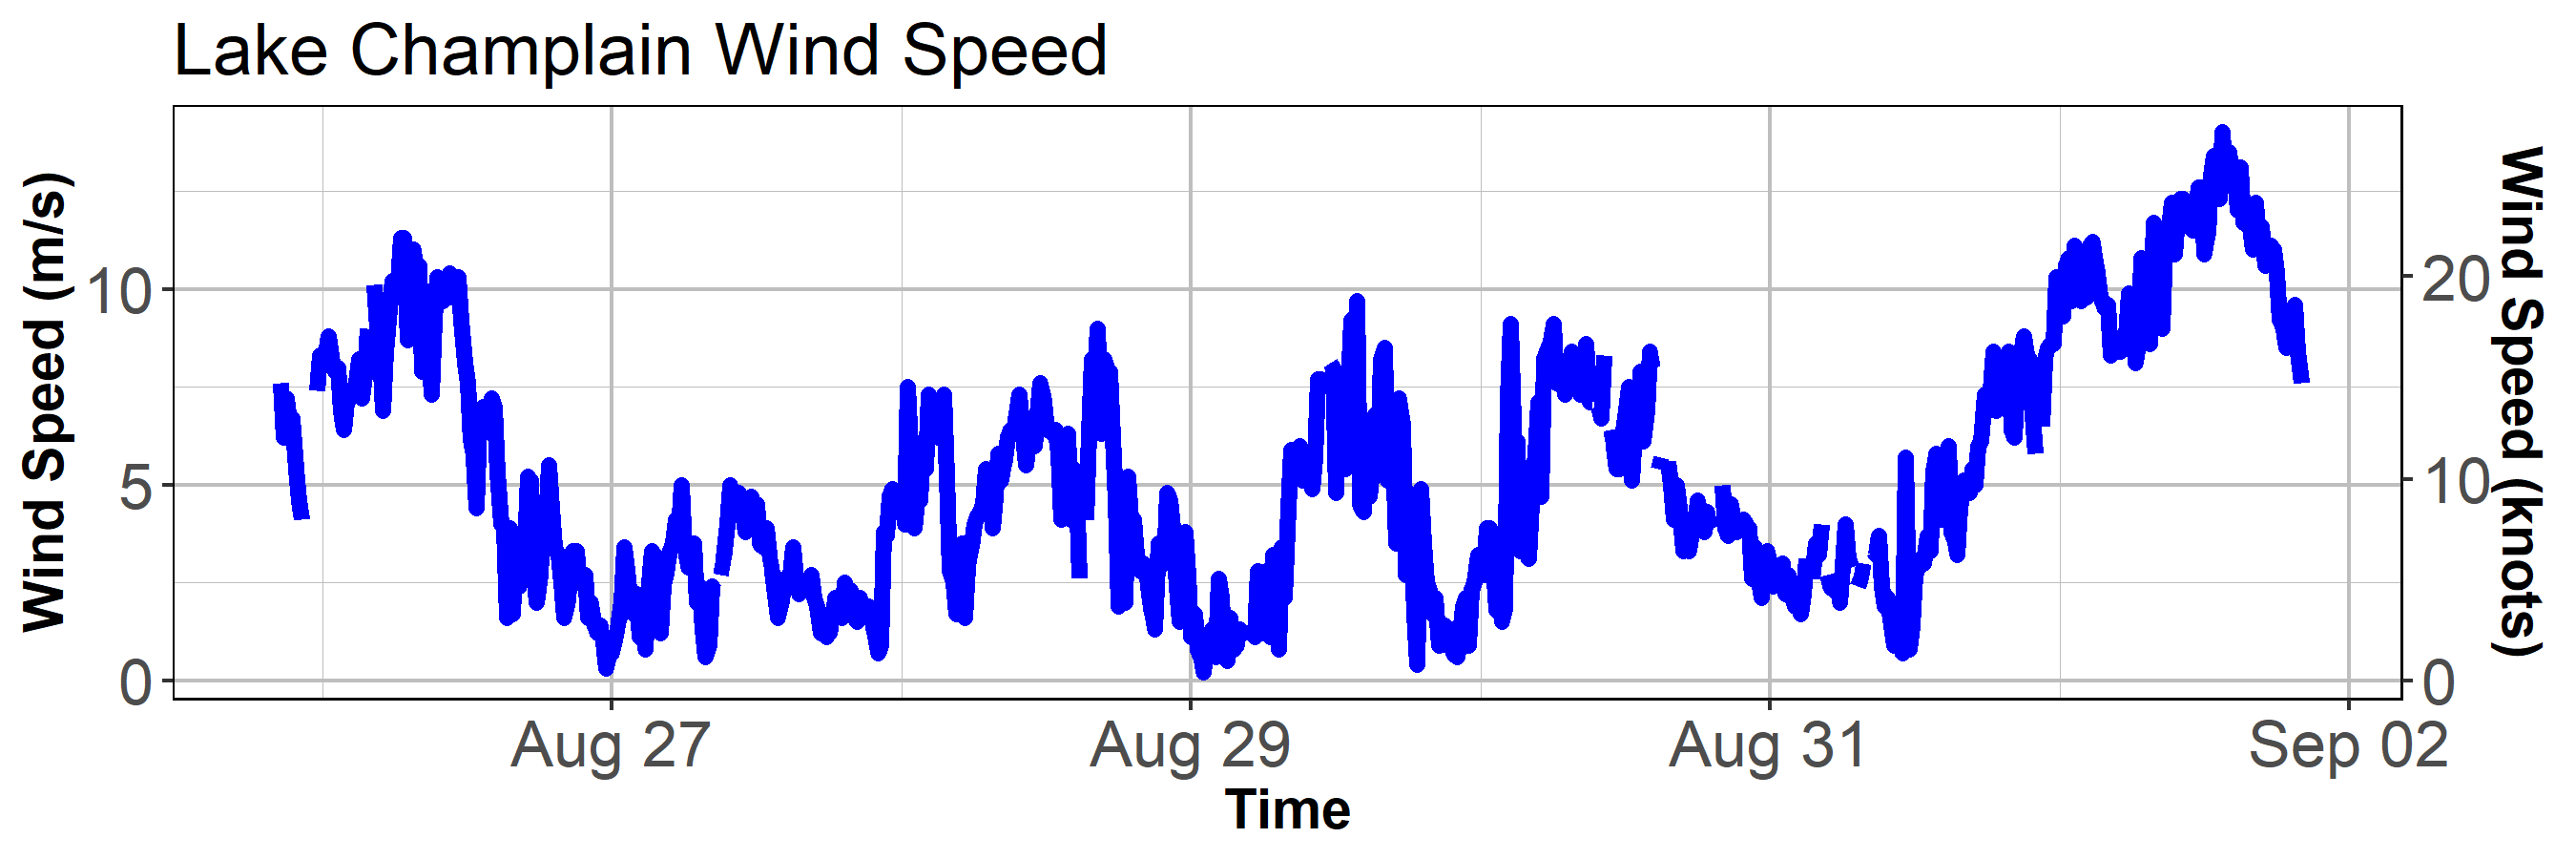 Lake Champlain Wind Speed
Wind Speed (m/s)
10
5
0
20
10
0
Wind Speed (knots)
Aug 27
Aug 29
Aug 31
Sep 02
Time